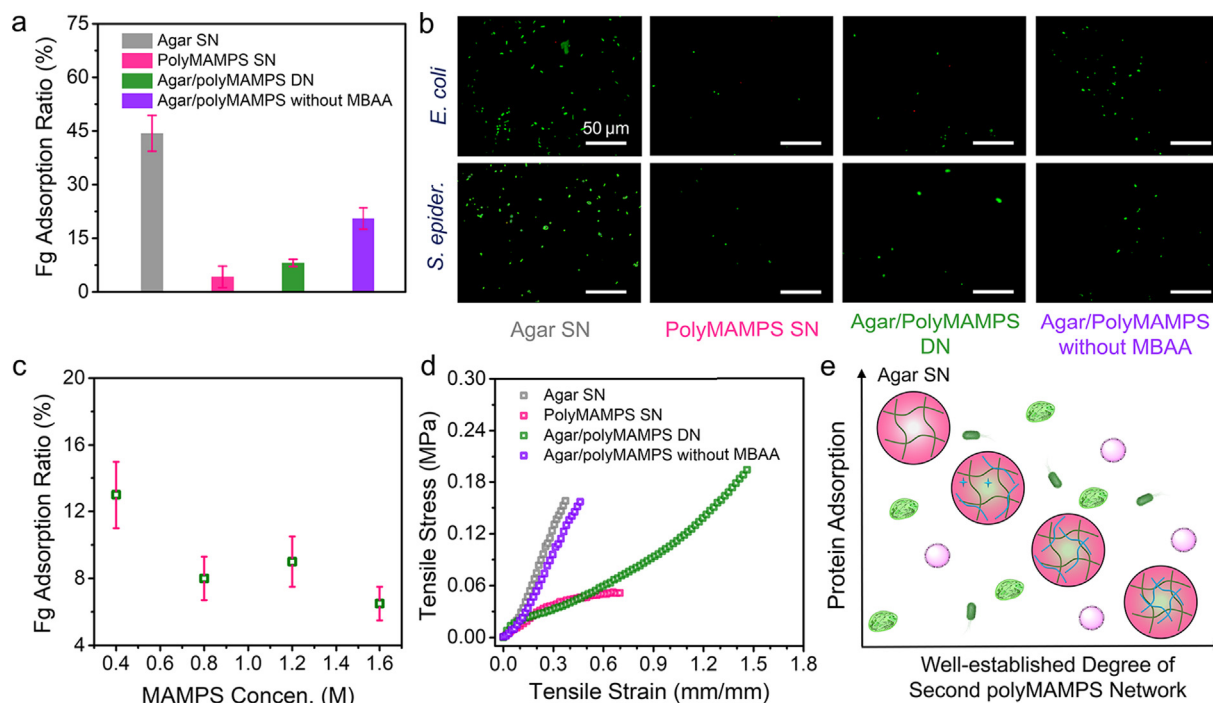 a
75
60
45
30
15
0
Fg Adsorption Ratio (%)
Agar SN
PolyMAMPS SN
Agar/polyMAMPS DN
Agar/polyMAMPS without MBAA
b
E. coli
S. epider.
50 μm
Agar SN
PolyMAMPS SN
Agar/PolyMAMPS
DN
Agar/PolyMAMPS
without MBAA
c
20
16
12
8
4
Fg Adsorption Ratio (%)
0.4 0.6 0.8 1.0 1.2 1.4 1.6
MAMPS Concen. (M)
d
0.30
0.24
0.18
0.12
0.06
0.00
Tensile Stress (MPa)
Agar SN
PolyMAMPS SN
Agar/polyMAMPS DN
Agar/polyMAMPS without MBAA
0.0 0.3 0.6 0.9 1.2 1.5 1.8
Tensile Strain (mm/mm)
e
Agar SN
Protein Adsorption
Well-established Degree of
Second polyMAMPS Network